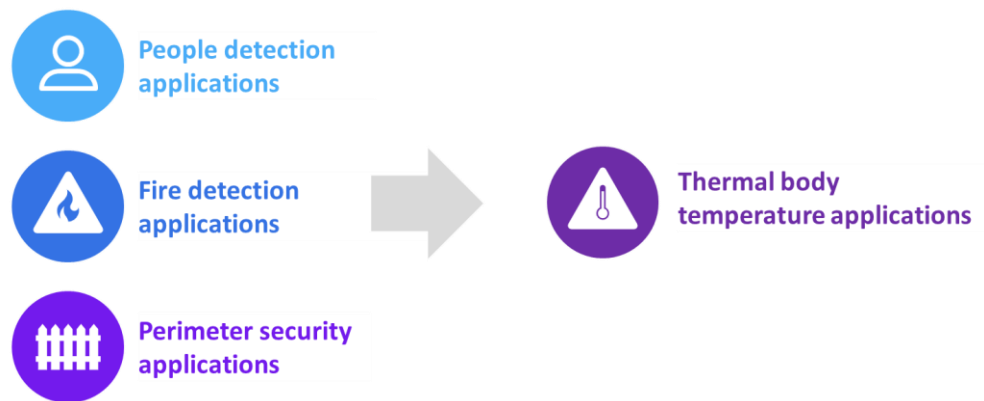 People detection
applications
Fire detection
applications
Perimeter security
applications
Thermal body
temperature applications